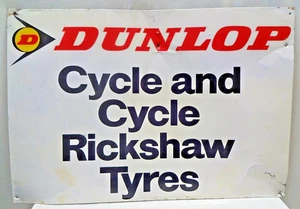 D DUNLOP
Cycle and
Cycle
Rickshaw
Tyres